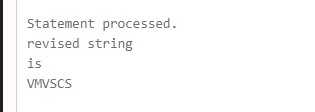 Statement processed.
revised string
is
VMVSCS